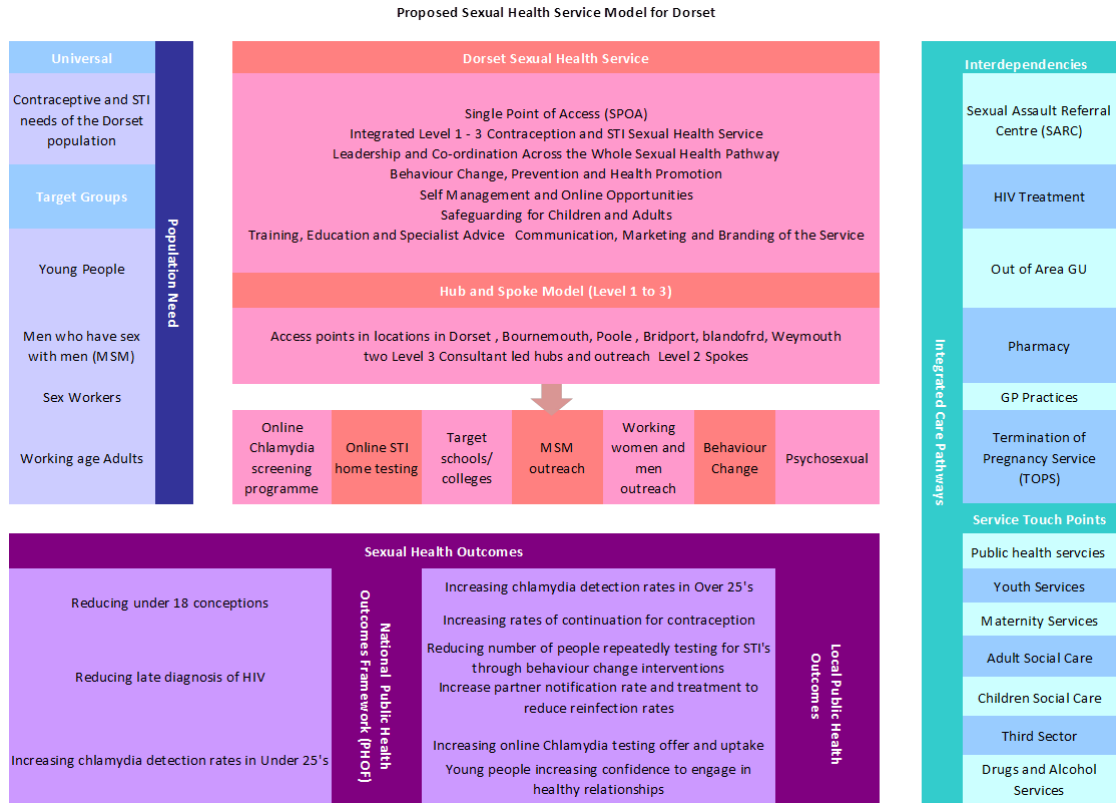 Proposed Sexual Health Service Model for Dorset
Universal
Contraceptive and STI
needs of the Dorset
population
Target Groups
Young People
Men who have sex
with men (MSM)
Sex Workers
Working age Adults
Population Need
Dorset Sexual Health Service
Single Point of Access (SPOA)
Integrated Level 1 - 3 Contraception and STI Sexual Health Service
Leadership and Co-ordination Across the Whole Sexual Health Pathway
Behaviour Change, Prevention and Health Promotion
Self Management and Online Opportunities
Safeguarding for Children and Adults
Training, Education and Specialist Advice   Communication, Marketing and Branding of the Service
Hub and Spoke Model (Level 1 to 3)
Access points in locations in Dorset , Bournemouth, Poole , Bridport, blandofrd, Weymouth
two Level 3 Consultant led hubs and outreach  Level 2 Spokes
Online
Chlamydia
screening
programme
Online STI
home testing
Target
schools/
colleges
MSM
outreach
Working
women and
men
outreach
Behaviour
Change
Psychosexual
Sexual Health Outcomes
Reducing under 18 conceptions
Reducing late diagnosis of HIV
Increasing chlamydia detection rates in Under 25's
National Public Health
Outcomes Framework (PHOF)
Increasing chlamydia detection rates in Over 25's
Increasing rates of continuation for contraception
Reducing number of people repeatedly testing for STI's
through behaviour change interventions
Increase partner notification rate and treatment to
reduce reinfection rates
Increasing online Chlamydia testing offer and uptake
Young people increasing confidence to engage in
healthy relationships
Local Public Health
Outcomes
Integrated Care Pathways
Interdependencies
Sexual Assault Referral
Centre (SARC)
HIV Treatment
Out of Area GU
Pharmacy
GP Practices
Termination of
Pregnancy Service
(TOPS)
Service Touch Points
Public health servcies
Youth Services
Maternity Services
Adult Social Care
Children Social Care
Third Sector
Drugs and Alcohol
Services